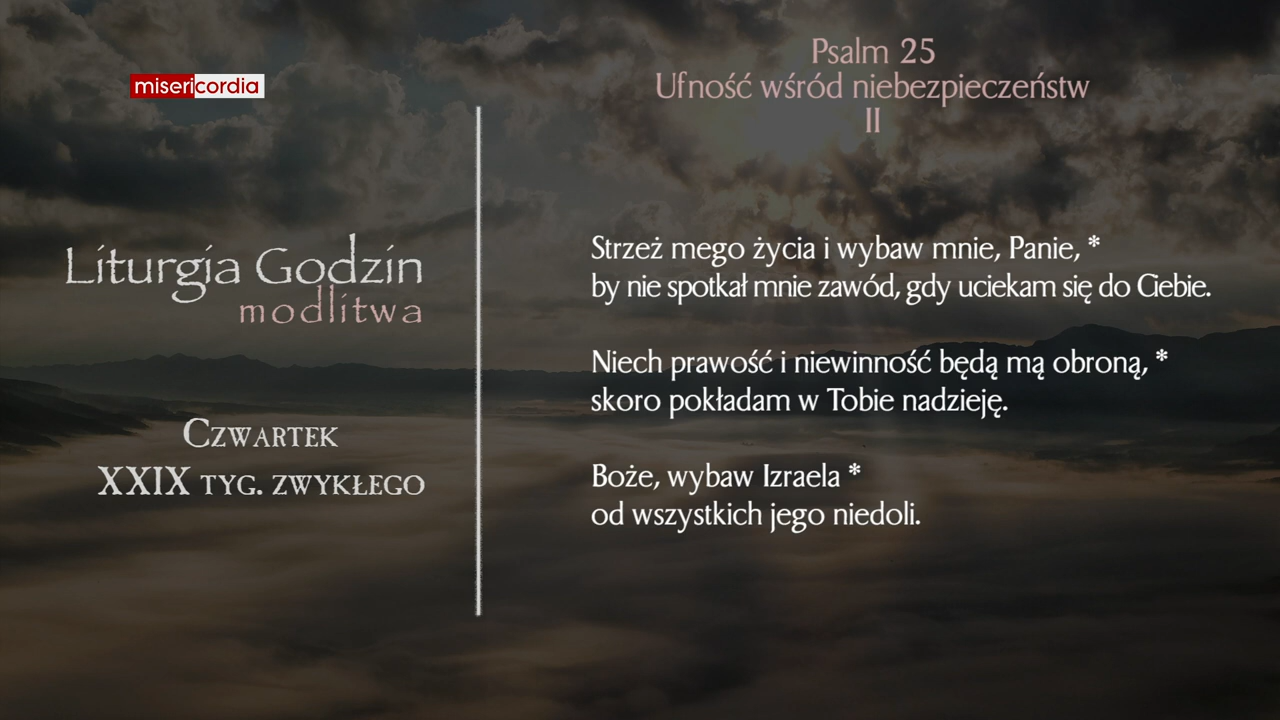 misericordia
Liturgia Godzin
modlitwa
Czwartek
XXIX tyg. zwykłego
Psalm 25
Ufność wśród niebezpieczeństw
II
Strzeż mego życia i wybaw mnie, Panie, *
by nie spotkał mnie zawód, gdy uciekam się do Ciebie.
Niech prawość i niewinność będą mą obroną, *
skoro pokładam w Tobie nadzieję.
Boże, wybaw Izraela *
od wszystkich jego niedoli.